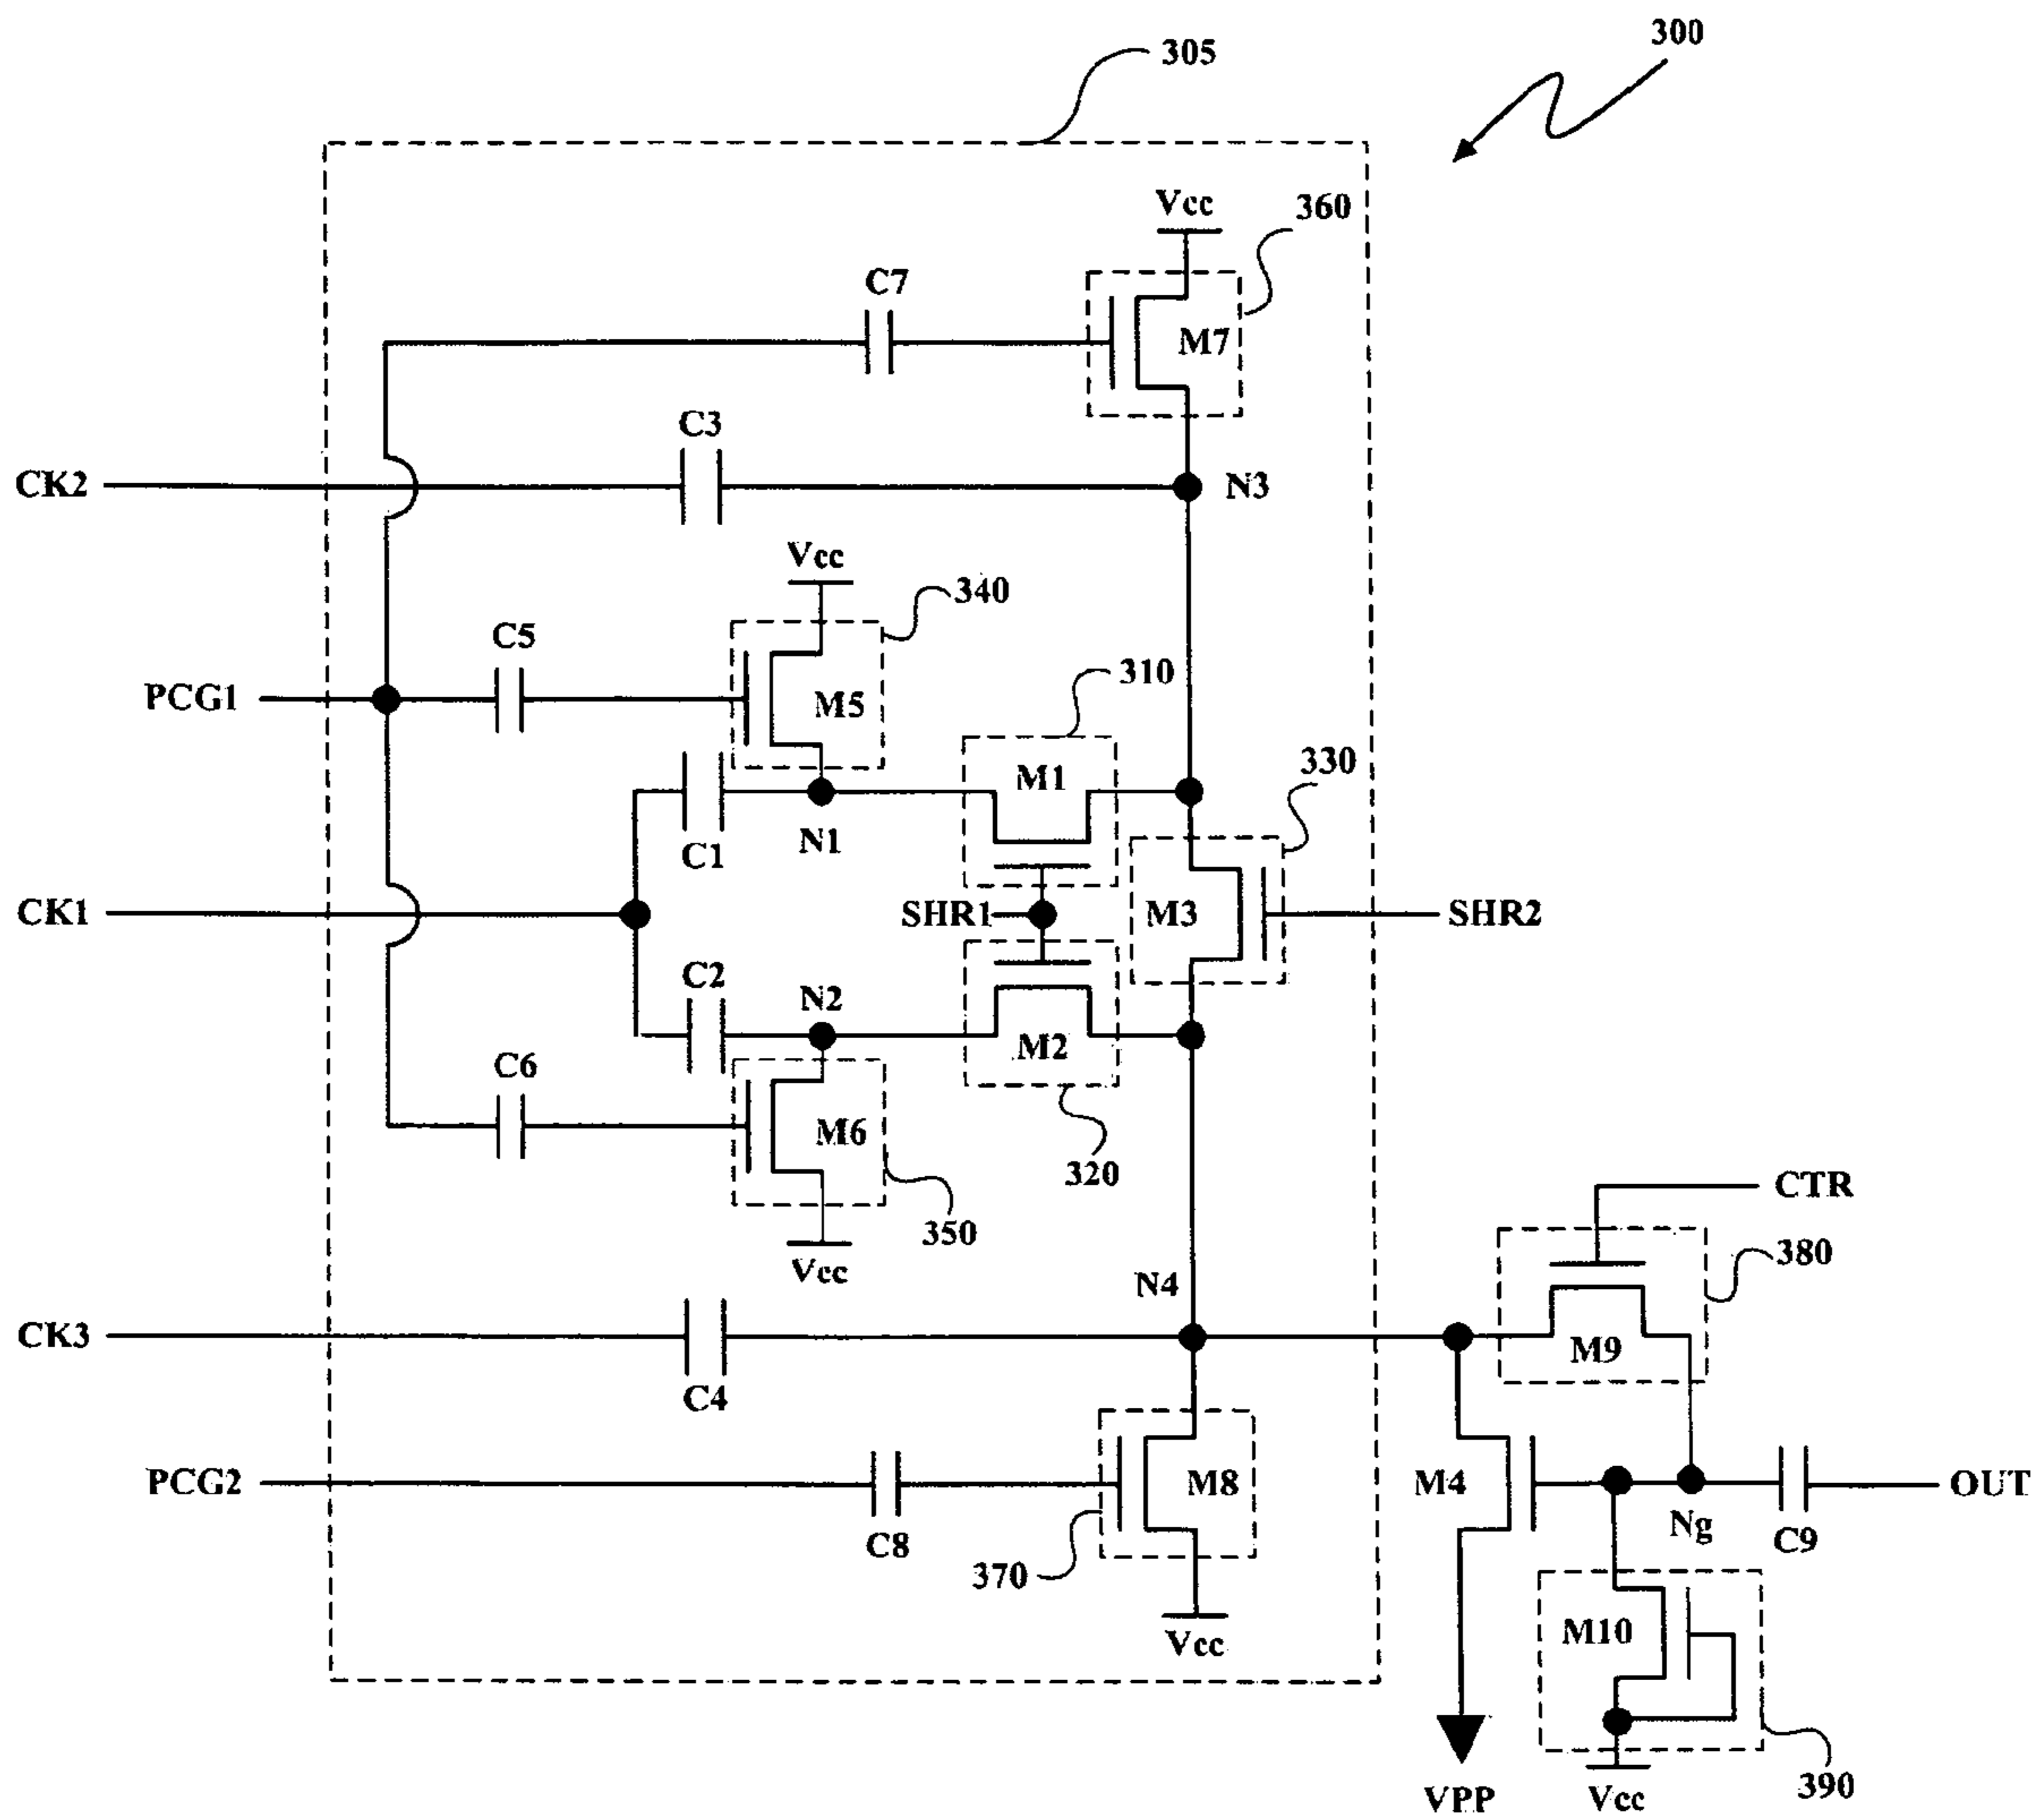 300
305
Vcc
360
C7
M7
C3
CK2
N3
Vcc
340
C5
PCG1
M5
310
M1
330
N1
C1
CK1
SHR1
M3
SHR2
C2
N2
M2
C6
M6
320
350
Vcc
CTR
380
N4
CK3
M9
C4
PCG2
M8
M4
OUT
Ng
C9
C8
370
M10
Vcc
390
VPP
Vcc